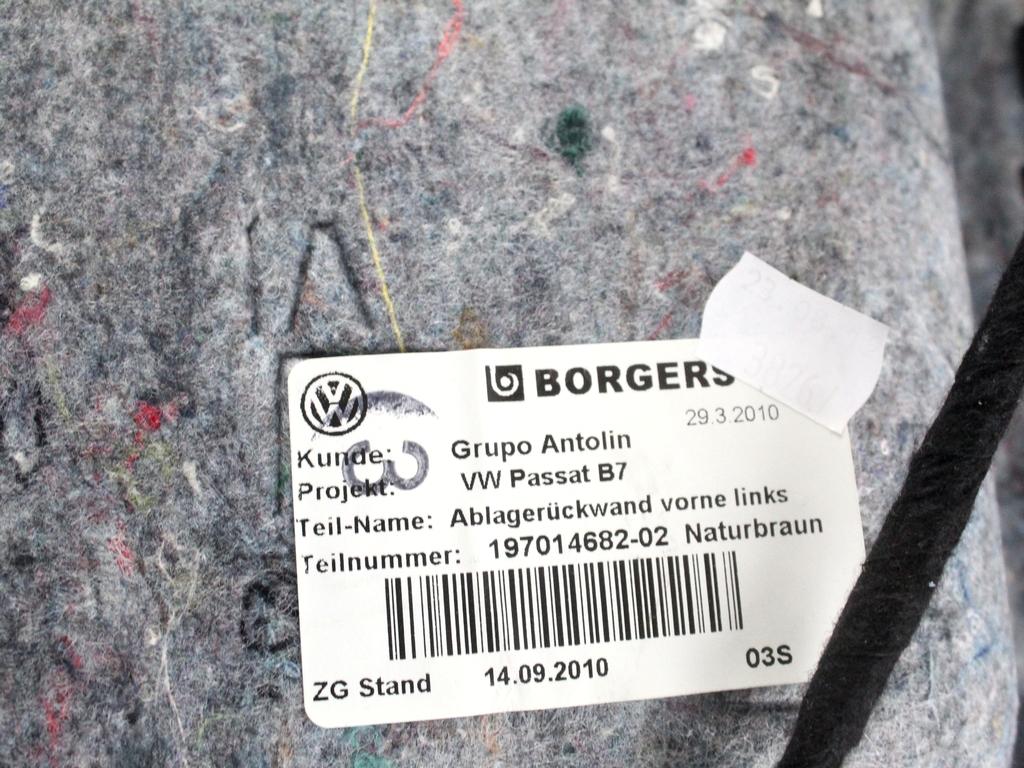 BORGERS
29.3.2010
Kunde: Grupo Antolin
Projekt: VW Passat B7
Teil-Name: Ablagerückwand vorne links
Teilnummer: 197014682-02 Naturbraun
ZG Stand 14.09.2010 03S
3